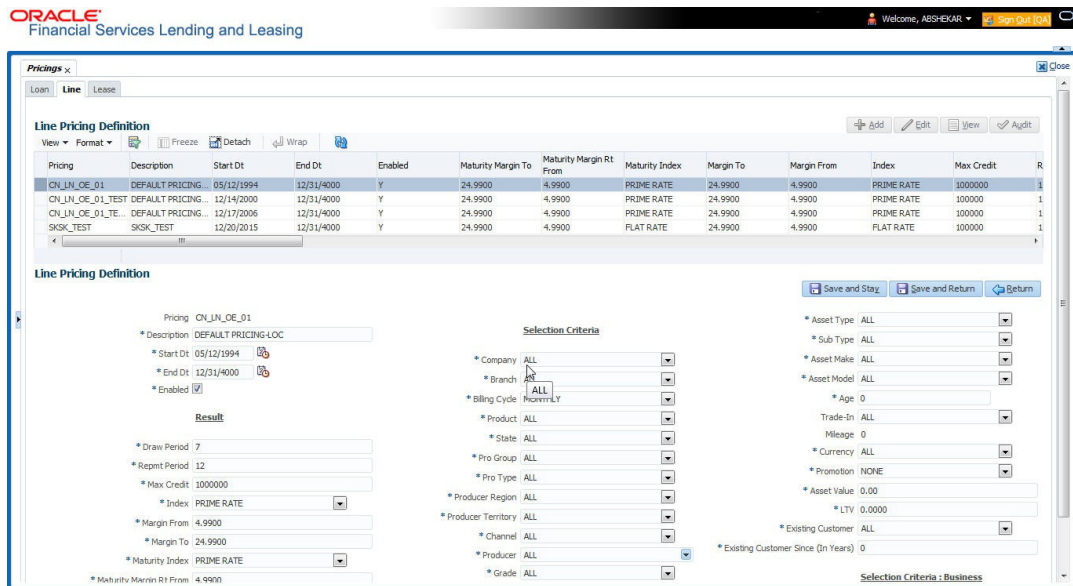 ORACLE®
Financial Services Lending and Leasing
Welcome, ABSHEKAR
Sign Out [QA]
Pricings
Close
Loan Line Lease
Line Pricing Definition
Add Edit View Audit
View Format Freeze Detach Wrap
Pricing Description Start Dt End Dt Enabled Maturity Margin To Maturity Margin Rt From Maturity Index Margin To Margin From Index Max Credit R
CN_LN_OE_01 DEFAULT PRICING... 05/12/1994 12/31/4000 Y 24.9900 4.9900 PRIME RATE 24.9900 4.9900 PRIME RATE 1000000 1
CN_LN_OE_01_TEST DEFAULT PRICING... 12/14/2000 12/31/4000 Y 24.9900 4.9900 PRIME RATE 24.9900 4.9900 PRIME RATE 100000 1
CN_LN_OE_01_TE... DEFAULT PRICING... 12/17/2006 12/31/4000 Y 24.9900 4.9900 PRIME RATE 24.9900 4.9900 PRIME RATE 100000 1
SKSK_TEST SKSK_TEST 12/20/2015 12/31/4000 Y 24.9900 4.9900 FLAT RATE 24.9900 4.9900 FLAT RATE 100000 1
Line Pricing Definition
Save and Stay Save and Return Return
Pricing CN_LN_OE_01
* Description DEFAULT PRICING-LOC
* Start Dt 05/12/1994
* End Dt 12/31/4000
* Enabled
Result
* Draw Period 7
* Repmt Period 12
* Max Credit 1000000
* Index PRIME RATE
* Margin From 4.9900
* Margin To 24.9900
* Maturity Index PRIME RATE
* Maturity Margin Rt From 4.9900
Selection Criteria
* Company ALL
* Branch
ALL
* Billing Cycle MONTHLY
* Product ALL
* State ALL
* Pro Group ALL
* Pro Type ALL
* Producer Region ALL
* Producer Territory ALL
* Channel ALL
* Producer ALL
* Grade ALL
* Asset Type ALL
* Sub Type ALL
* Asset Make ALL
* Asset Model ALL
* Age 0
Trade-In ALL
Mileage 0
* Currency ALL
* Promotion NONE
* Asset Value 0.00
* LTV 0.0000
* Existing Customer ALL
* Existing Customer Since (In Years) 0
Selection Criteria : Business